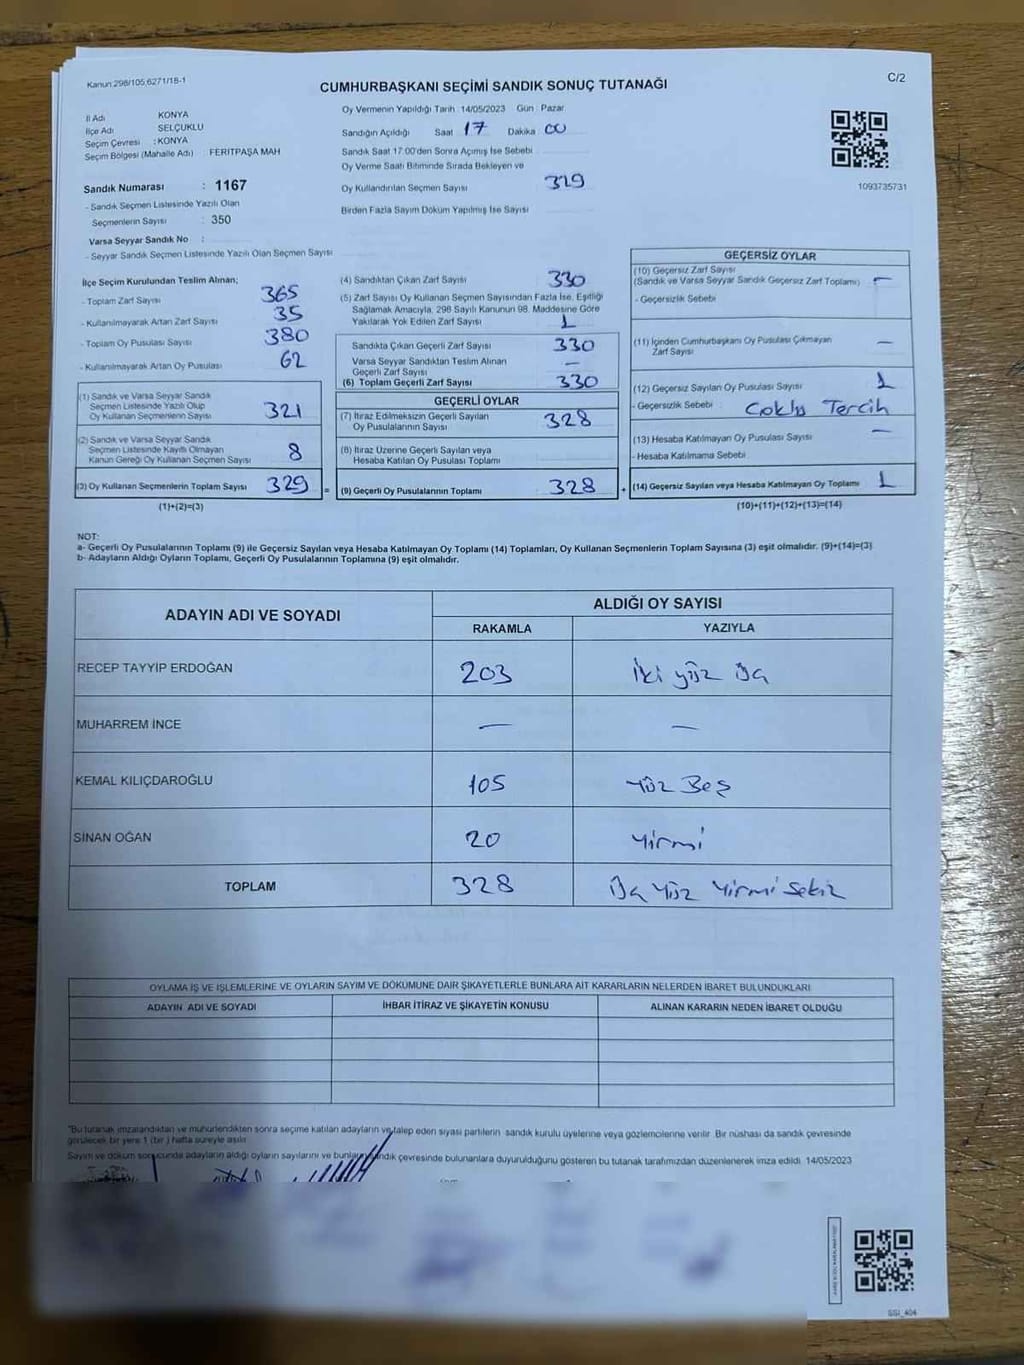 Kanun:298/105,6271/18-1
C/2
CUMHURBAŞKANI SEÇİMİ SANDIK SONUÇ TUTANAĞI
İl Adı KONYA
İlçe Adı SELÇUKLU
Seçim Çevresi : KONYA
Seçim Bölgesi (Mahalle Adı) FERİTPAŞA MAH
Sandık Numarası : 1167
- Sandık Seçmen Listesinde Yazılı Olan
Seçmenlerin Sayısı : 350
Varsa Seyyar Sandık No :
- Seyyar Sandık Seçmen Listesinde Yazılı Olan Seçmen Sayısı
Oy Vermenin Yapıldığı Tarih 14/05/2023 Gün Pazar
Sandığın Açıldığı Saat 17 Dakika 00
Sandık Saat 17:00'den Sonra Açmış İse Sebebi
Oy Verme Saati Bitiminde Sırada Bekleyen ve
Oy Kullandırılan Seçmen Sayısı 329
Birden Fazla Sayım Döküm Yapılmış İse Sayısı
1093735731
İlçe Seçim Kurulundan Teslim Alınan;
- Toplam Zarf Sayısı 365
- Kullanılmayarak Artan Zarf Sayısı 35
- Toplam Oy Pusulası Sayısı 380
- Kullanılmayarak Artan Oy Pusulası 62
(1) Sandık ve Varsa Seyyar Sandık
Seçmen Listesinde Yazılı Olup
Oy Kullanan Seçmenlerin Sayısı 321
(2) Sandık ve Varsa Seyyar Sandık
Seçmen Listesinde Kayıtlı Olmayan
Kanun Gereği Oy Kullanan Seçmen Sayısı 8
(3) Oy Kullanan Seçmenlerin Toplam Sayısı 329 =
(1)+(2)=(3)
(4) Sandıktan Çıkan Zarf Sayısı 330
(5) Zarf Sayısı Oy Kullanan Seçmen Sayısından Fazla İse, Eşitliği
Sağlamak Amacıyla, 298 Sayılı Kanunun 98. Maddesine Göre
Yakılarak Yok Edilen Zarf Sayısı 1
Sandıkta Çıkan Geçerli Zarf Sayısı 330
Varsa Seyyar Sandıktan Teslim Alınan
Geçerli Zarf Sayısı —
(6) Toplam Geçerli Zarf Sayısı 330
GEÇERLİ OYLAR
(7) İtiraz Edilmeksizin Geçerli Sayılan
Oy Pusulalarının Sayısı 328
(8) İtiraz Üzerine Geçerli Sayılan veya
Hesaba Katılan Oy Pusulası Toplamı
(9) Geçerli Oy Pusulalarının Toplamı 328 +
GEÇERSİZ OYLAR
(10) Geçersiz Zarf Sayısı
(Sandık ve Varsa Seyyar Sandık Geçersiz Zarf Toplamı) —
- Geçersizlik Sebebi
(11) İçinden Cumhurbaşkanı Oy Pusulası Çıkmayan
Zarf Sayısı —
(12) Geçersiz Sayılan Oy Pusulası Sayısı 1
- Geçersizlik Sebebi : Çoklu Tercih
(13) Hesaba Katılmayan Oy Pusulası Sayısı —
- Hesaba Katılmama Sebebi
(14) Geçersiz Sayılan veya Hesaba Katılmayan Oy Toplamı 1
(10)+(11)+(12)+(13)=(14)
NOT:
a- Geçerli Oy Pusulalarının Toplamı (9) ile Geçersiz Sayılan veya Hesaba Katılmayan Oy Toplamı (14) Toplamları, Oy Kullanan Seçmenlerin Toplam Sayısına (3) eşit olmalıdır. (9)+(14)=(3)
b- Adayların Aldığı Oyların Toplamı, Geçerli Oy Pusulalarının Toplamına (9) eşit olmalıdır.
ADAYIN ADI VE SOYADI ALDIĞI OY SAYISI
RAKAMLA YAZIYLA
RECEP TAYYİP ERDOĞAN 203 İki yüz üç
MUHARREM İNCE — —
KEMAL KILIÇDAROĞLU 105 Yüz Beş
SİNAN OĞAN 20 Yirmi
TOPLAM 328 Üç Yüz Yirmi Sekiz
OYLAMA İŞ VE İŞLEMLERİNE VE OYLARIN SAYIM VE DÖKÜMÜNE DAİR ŞİKAYETLERLE BUNLARA AİT KARARLARIN NELERDEN İBARET BULUNDUKLARI
ADAYIN ADI VE SOYADI İHBAR İTİRAZ VE ŞİKAYETİN KONUSU ALINAN KARARIN NEDEN İBARET OLDUĞU
"Bu tutanak imzalandıktan ve mühürlendikten sonra seçime katılan adayların ve talep eden siyasi partilerin sandık kurulu üyelerine veya gözlemcilerine verilir. Bir nüshası da sandık çevresinde
görülecek bir yere 1 (bir) hafta süreyle asılır.
Sayım ve döküm sonucunda adayların aldığı oyların sayılarını ve bunların sandık çevresinde bulunanlara duyurulduğunu gösteren bu tutanak tarafımızdan düzenlenerek imza edildi. 14/05/2023
SSI_404